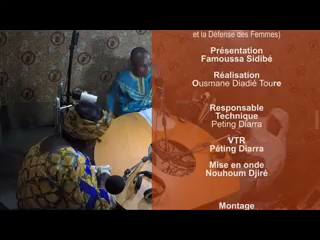 et la Défense des Femmes)
Présentation
Famoussa Sidibé
Réalisation
Ousmane Diadié Toure
Responsable
Technique
Peting Diarra
VTR
Péting Diarra
Mise en onde
Nouhoum Djiré
Montage